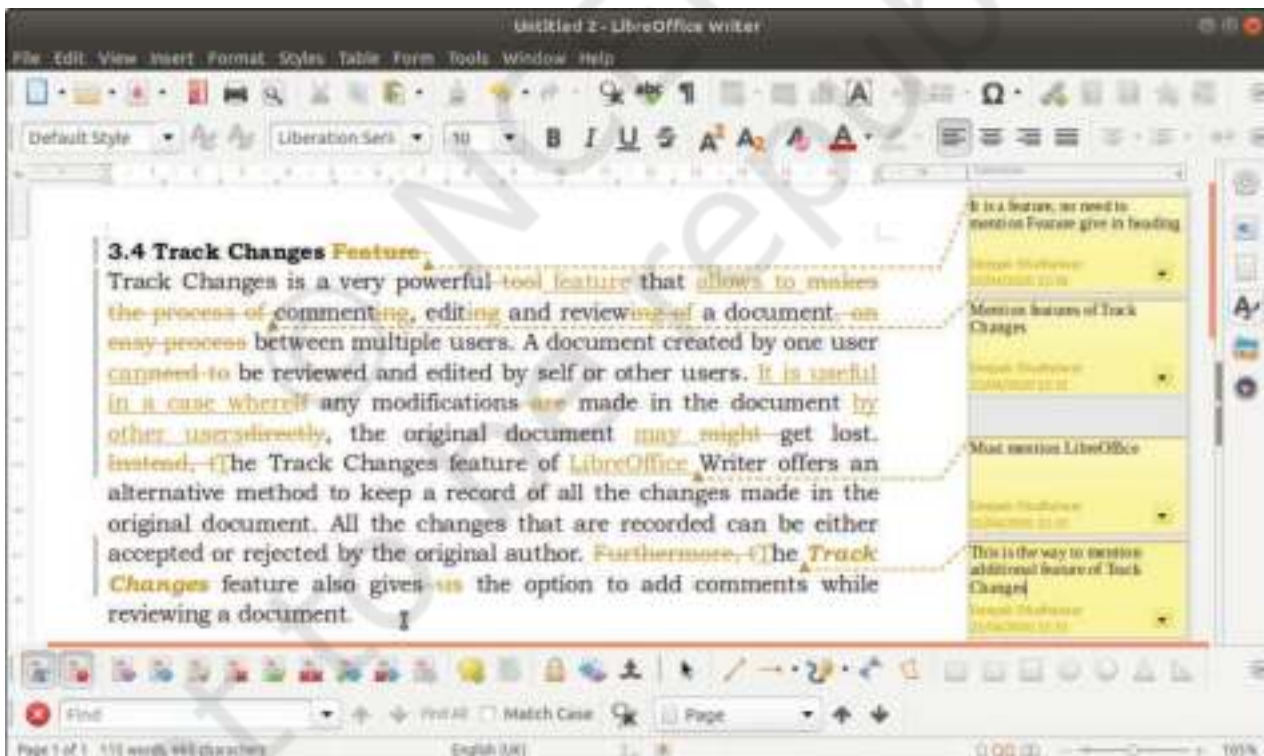 Untitled 2 - LibreOffice Writer
File Edit View Insert Format Styles Table Form Tools Window Help
Default Style Liberation Seri 10
3.4 Track Changes Feature
Track Changes is a very powerful tool feature that allows to makes
the process of commenting, editing and reviewing of a document on
easy process between multiple users. A document created by one user
canneed to be reviewed and edited by self or other users. It is useful
in a case whereIf any modifications are made in the document by
other usersdirectly, the original document may might get lost.
Instead, tThe Track Changes feature of LibreOffice Writer offers an
alternative method to keep a record of all the changes made in the
original document. All the changes that are recorded can be either
accepted or rejected by the original author. Furthermore, tThe Track
Changes feature also gives us the option to add comments while
reviewing a document.
It is a feature, no need to
mention Feature give in heading
Mention features of Track
Changes
Must mention LibreOffice
This is the way to mention
additional feature of Track
Changes
Find Find All Match Case Page
Page 1 of 1 English (UK) 100%